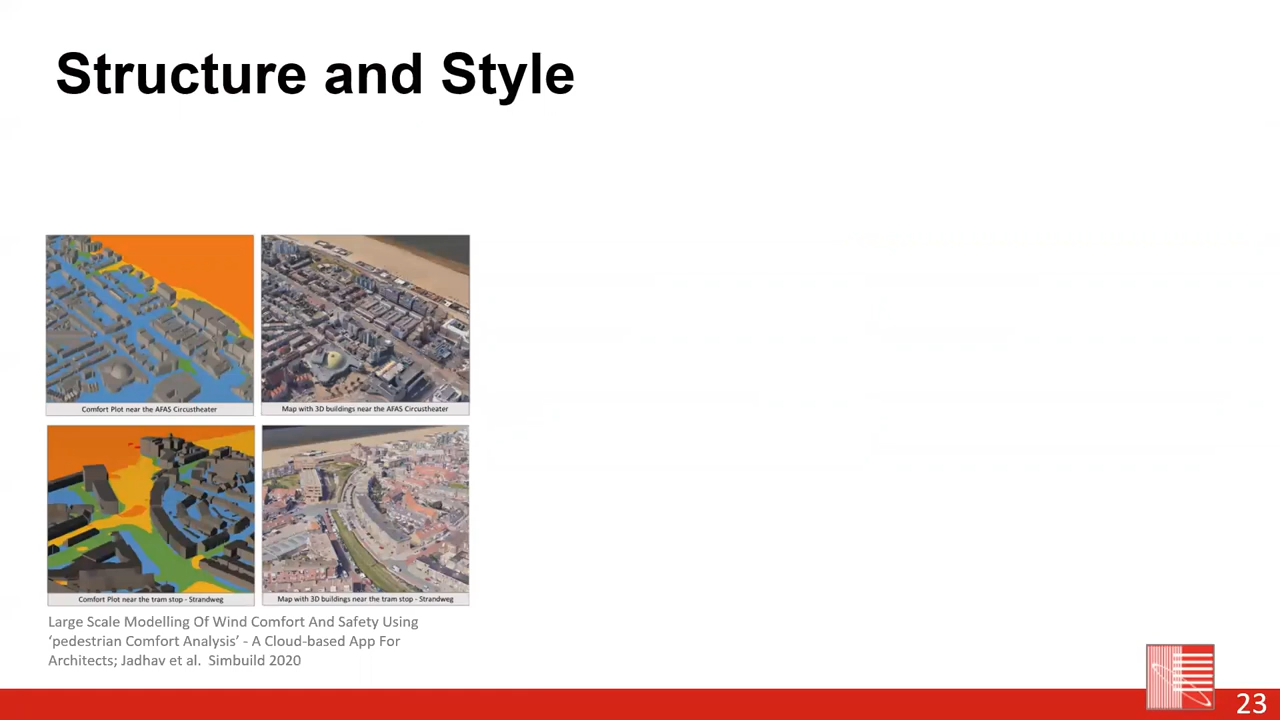 Structure and Style
Comfort Plot near the AFAS Circustheater
Map with 3D buildings near the AFAS Circustheater
Comfort Plot near the tram stop - Strandweg
Map with 3D buildings near the tram stop - Strandweg
Large Scale Modelling Of Wind Comfort And Safety Using
‘pedestrian Comfort Analysis’ - A Cloud-based App For
Architects; Jadhav et al.  Simbuild 2020
23